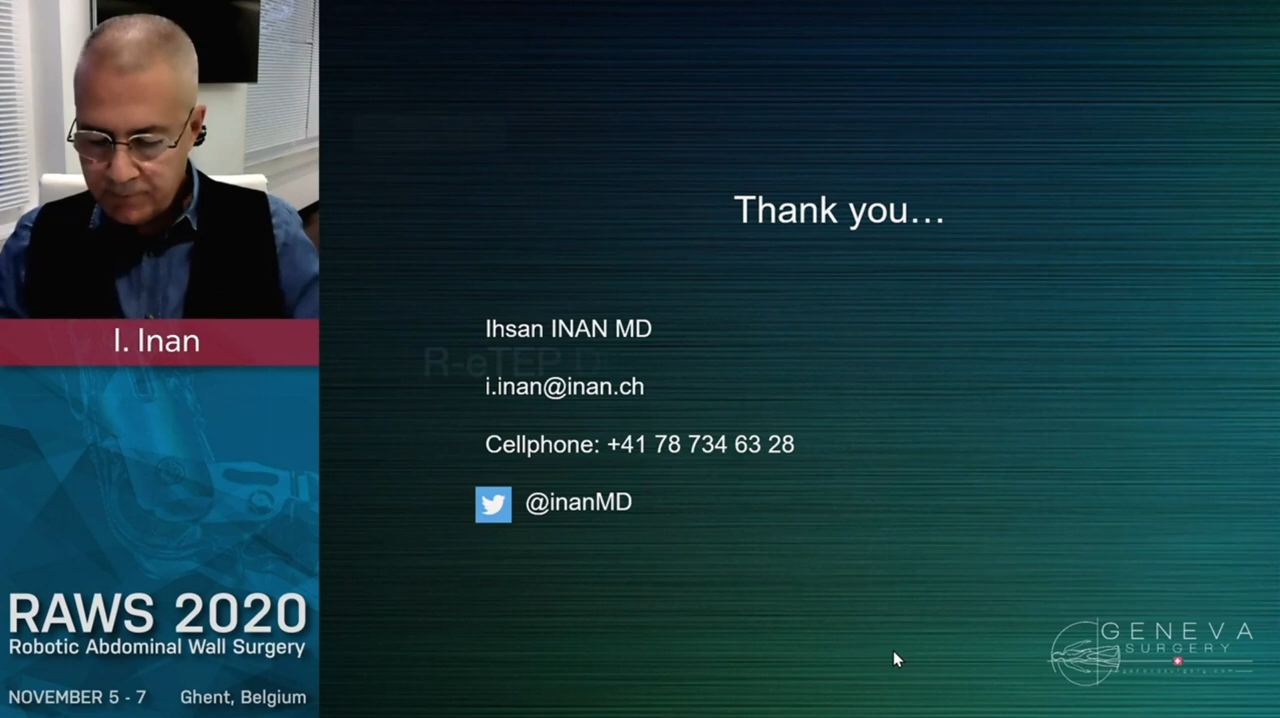 I. Inan
RAWS 2020
Robotic Abdominal Wall Surgery
NOVEMBER 5 - 7 Ghent, Belgium
Thank you…
Ihsan INAN MD
R-eTEP
i.inan@inan.ch
Cellphone: +41 78 734 63 28
@inanMD
GENEVA
SURGERY